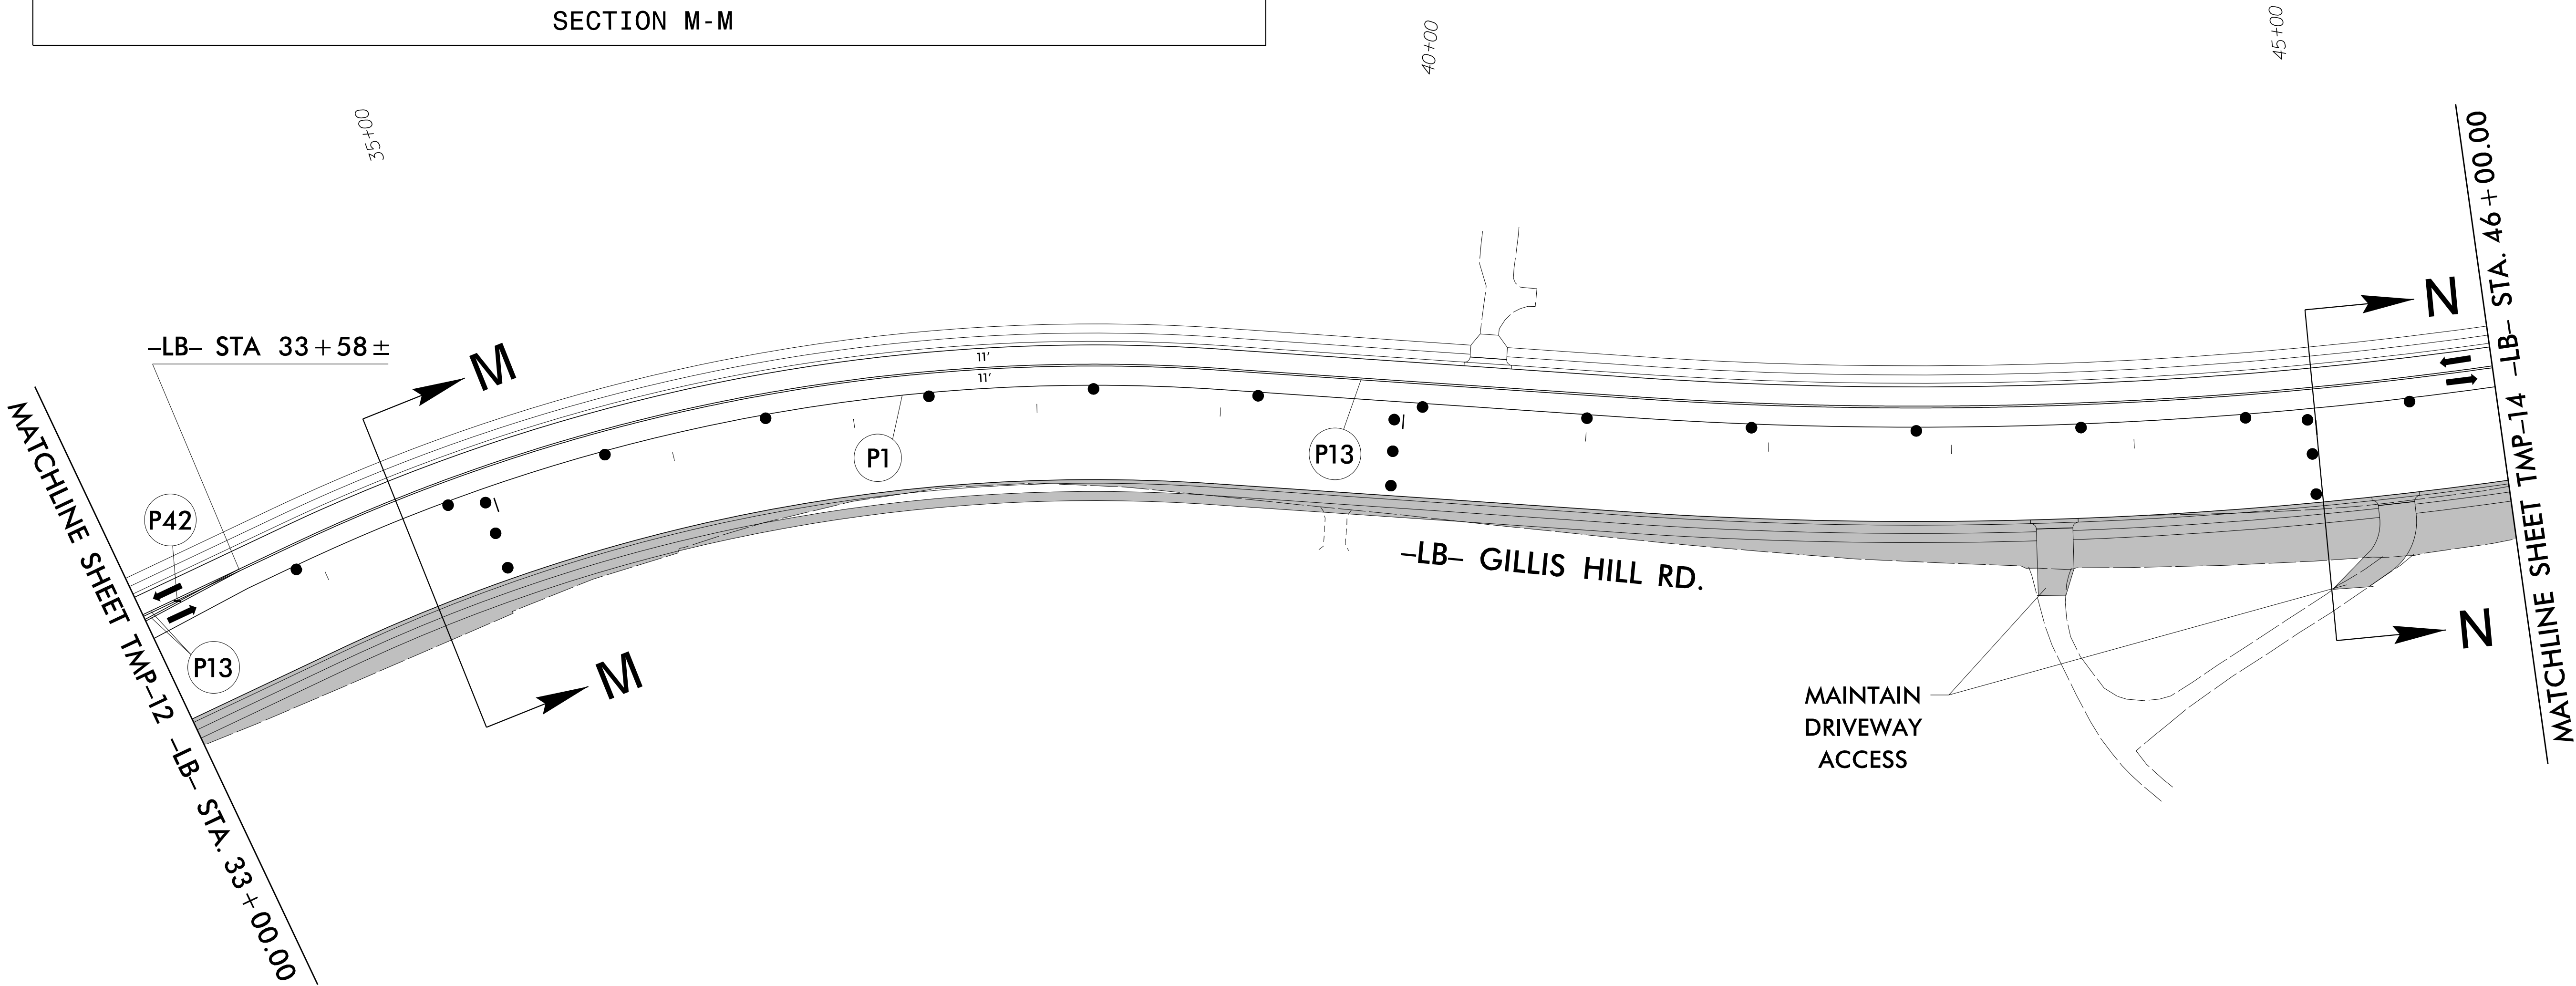 SECTION M-M
35+00
40+00
45+00
-LB- STA 33+58±
M
M
11'
11'
P1
P13
P42
P13
N
N
-LB- GILLIS HILL RD.
MAINTAIN
DRIVEWAY
ACCESS
MATCHLINE SHEET TMP-12 -LB- STA. 33+00.00
MATCHLINE SHEET TMP-14 -LB- STA. 46+00.00